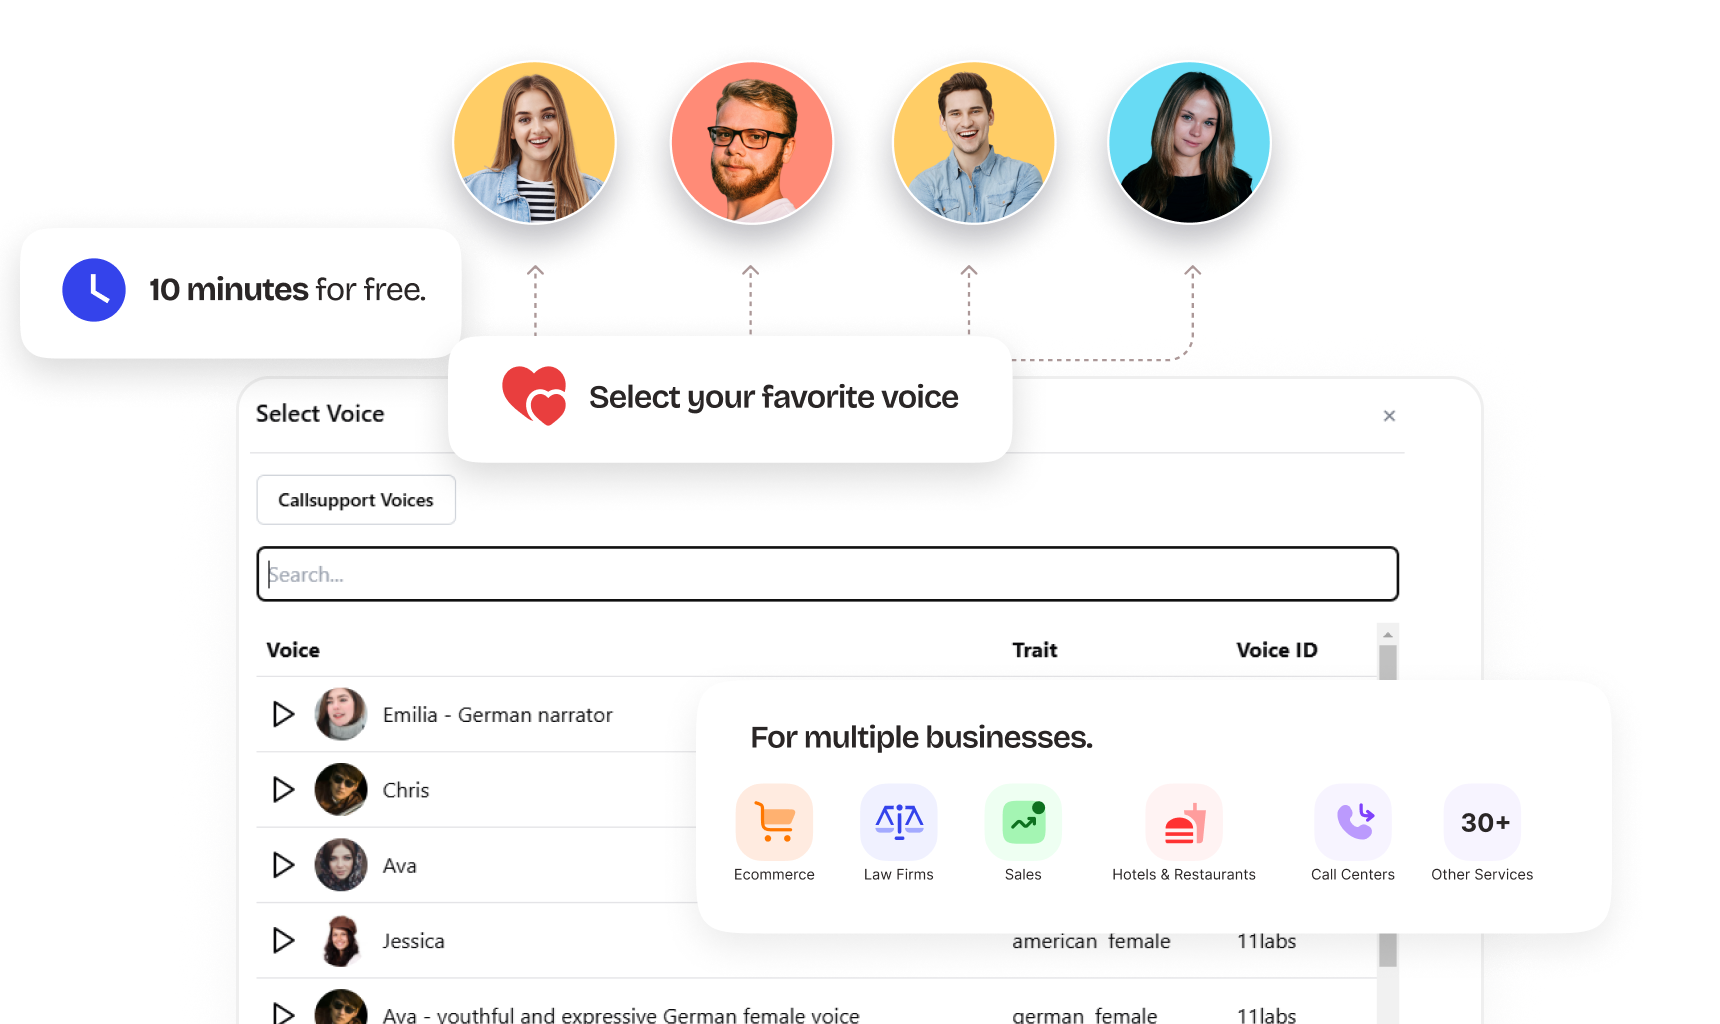 10 minutes for free.
Select your favorite voice
Select Voice
×
Callsupport Voices
Search...
Voice Trait Voice ID
Emilia - German narrator
For multiple businesses.
Chris
30+
Ecommerce Law Firms Sales Hotels & Restaurants Call Centers Other Services
Ava
Jessica american female 11labs
Ava - youthful and expressive German female voice german female 11labs